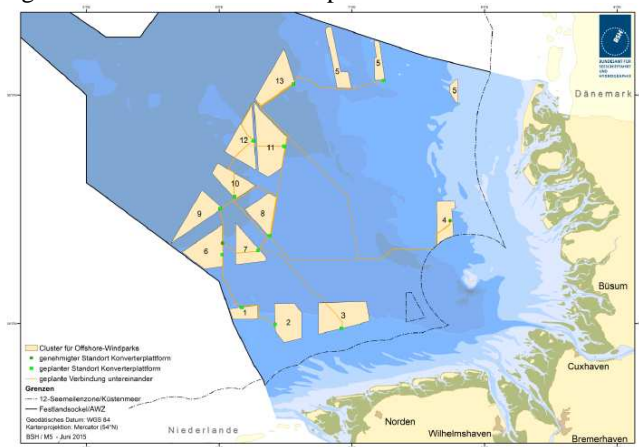 BSH
BUNDESAMT FÜR
SEESCHIFFFAHRT
UND
HYDROGRAPHIE
Dänemark
5
5
5
13
12
11
10
9
8
4
6
7
1
2
3
Büsum
Cuxhaven
Norden
Wilhelmshaven
Bremerhaven
Niederlande
Cluster für Offshore-Windparks
genehmigter Standort Konverterplattform
geplanter Standort Konverterplattform
geplante Verbindung untereinander
Grenzen
12-Seemeilenzone/Küstenmeer
Festlandsockel/AWZ
Geodätisches Datum: WGS 84
Kartenprojektion: Mercator (54°N)
BSH / M5 - Juni 2015